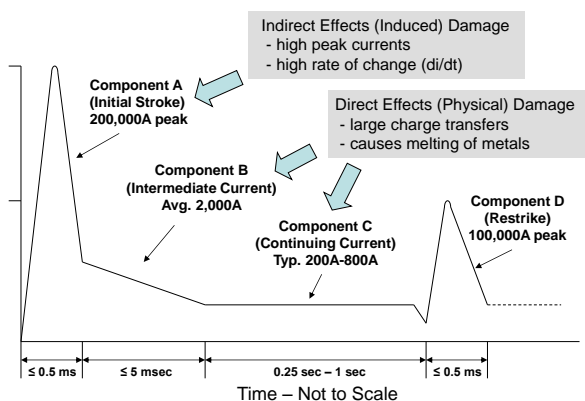 Indirect Effects (Induced) Damage
- high peak currents
- high rate of change (di/dt)
Component A
(Initial Stroke)
200,000A peak
Direct Effects (Physical) Damage
- large charge transfers
- causes melting of metals
Component B
(Intermediate Current)
Avg. 2,000A
Component C
(Continuing Current)
Typ. 200A-800A
Component D
(Restrike)
100,000A peak
≤ 0.5 ms
≤ 5 msec
0.25 sec – 1 sec
≤ 0.5 ms
Time – Not to Scale